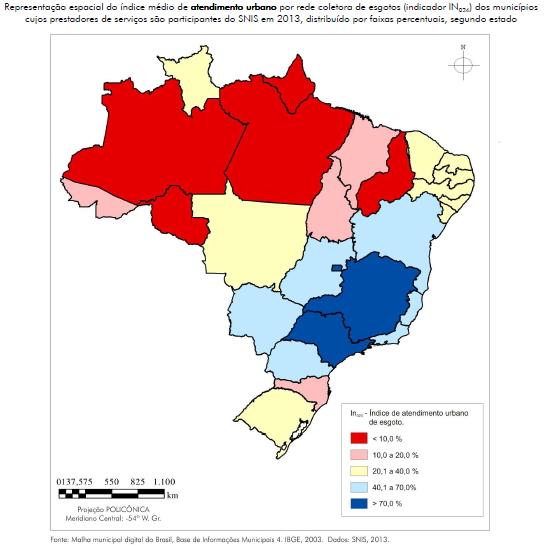 Representação espacial do índice médio de atendimento urbano por rede coletora de esgotos (indicador IN024) dos municípios
cujos prestadores de serviços são participantes do SNIS em 2013, distribuído por faixas percentuais, segundo estado
N
In024 - Índice de atendimento urbano
de esgoto.
< 10,0 %
10,0 a 20,0 %
20,1 a 40,0 %
40,1 a 70,0%
> 70,0 %
0137,575 550 825 1.100
km
Projeção POLICÔNICA
Meridiano Central: -54° W. Gr.
Fonte: Malha municipal digital do Brasil, Base de Informações Municipais 4. IBGE, 2003. Dados: SNIS, 2013.